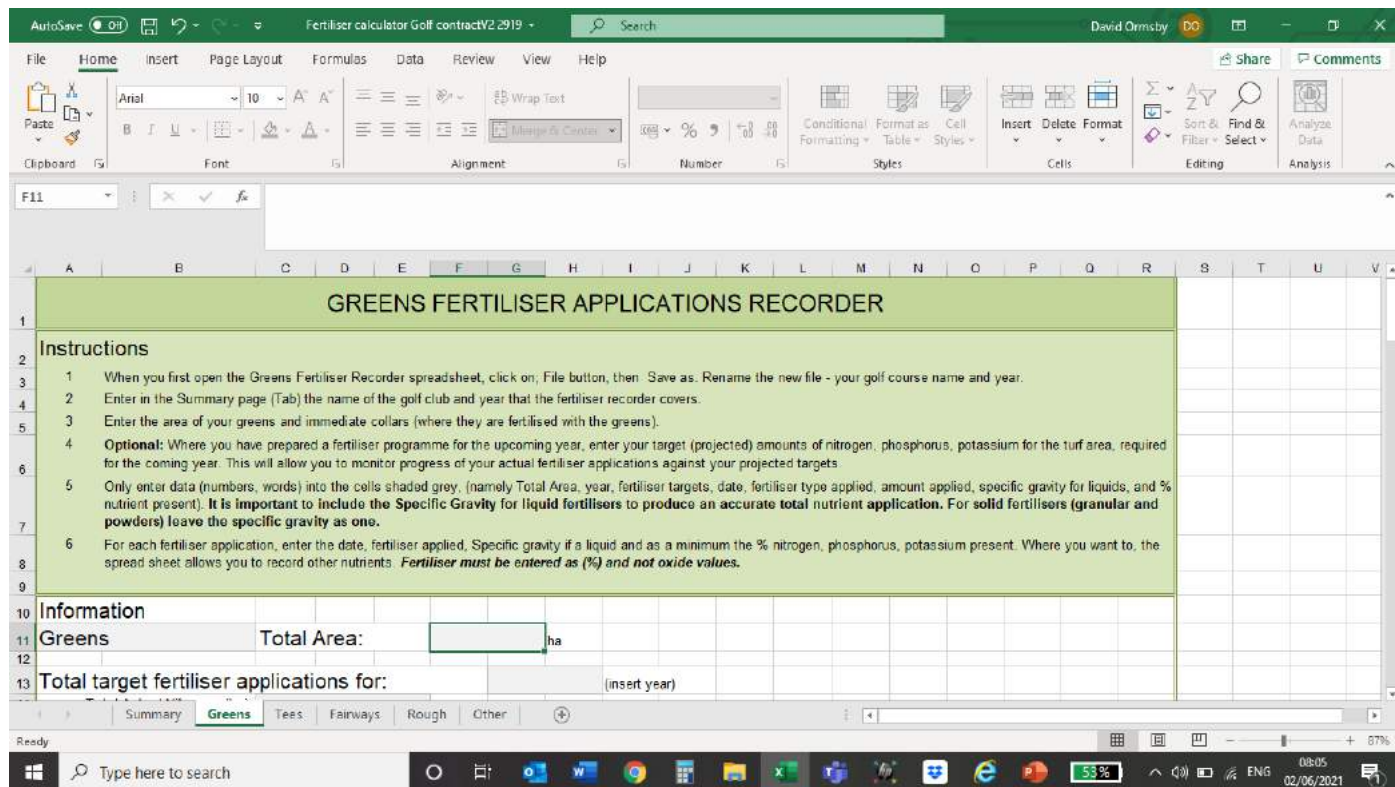 AutoSave Off Fertiliser calculator Golf contractV2 2919 Search David Ormsby DO
File Home Insert Page Layout Formulas Data Review View Help Share Comments
Arial 10 A A Wrap Text
Paste B I U A Merge & Center % Conditional Format as Cell Insert Delete Format Sort & Find & Analyze
Formatting Table Styles Filter Select Data
Clipboard Font Alignment Number Styles Cells Editing Analysis
F11 fx
A B C D E F G H I J K L M N O P Q R S T U V
1 GREENS FERTILISER APPLICATIONS RECORDER
2 Instructions
3 1 When you first open the Greens Fertiliser Recorder spreadsheet, click on; File button, then Save as. Rename the new file - your golf course name and year.
4 2 Enter in the Summary page (Tab) the name of the golf club and year that the fertiliser recorder covers.
5 3 Enter the area of your greens and immediate collars (where they are fertilised with the greens).
4 Optional: Where you have prepared a fertiliser programme for the upcoming year, enter your target (projected) amounts of nitrogen, phosphorus, potassium for the turf area, required
6 for the coming year. This will allow you to monitor progress of your actual fertiliser applications against your projected targets.
5 Only enter data (numbers, words) into the cells shaded grey, (namely Total Area, year, fertiliser targets, date, fertiliser type applied, amount applied, specific gravity for liquids, and %
nutrient present). It is important to include the Specific Gravity for liquid fertilisers to produce an accurate total nutrient application. For solid fertilisers (granular and
7 powders) leave the specific gravity as one.
6 For each fertiliser application, enter the date, fertiliser applied, Specific gravity if a liquid and as a minimum the % nitrogen, phosphorus, potassium present. Where you want to, the
8 spread sheet allows you to record other nutrients. Fertiliser must be entered as (%) and not oxide values.
9
10 Information
11 Greens Total Area: ha
12
13 Total target fertiliser applications for: (insert year)
Summary Greens Tees Fairways Rough Other
Ready 87%
Type here to search 53% ENG 08:05
02/06/2021